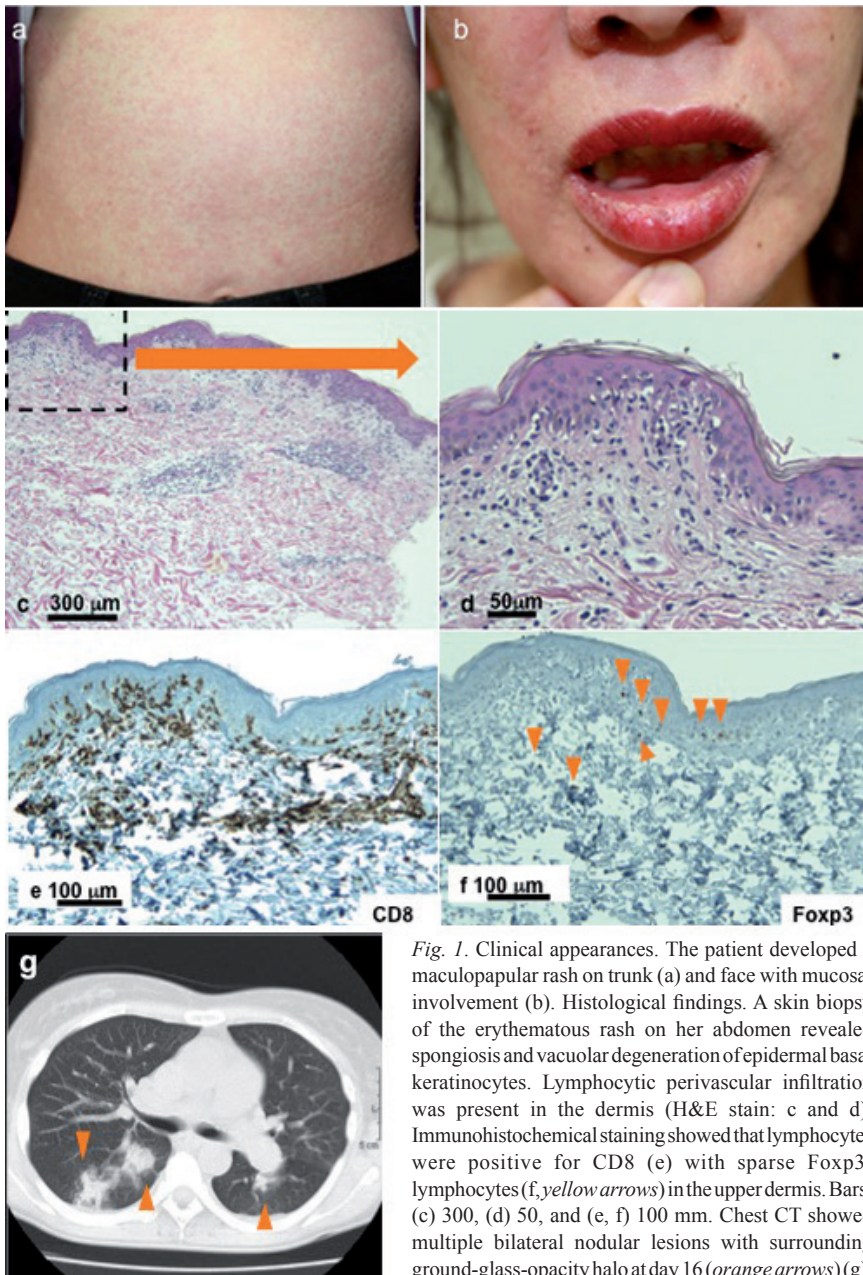 a
b
c 300 μm
d 50μm
e 100 μm
CD8
f 100 μm
Foxp3
g
Fig. 1. Clinical appearances. The patient developed
maculopapular rash on trunk (a) and face with mucosa
involvement (b). Histological findings. A skin biops
of the erythematous rash on her abdomen reveale
spongiosis and vacuolar degeneration of epidermal basa
keratinocytes. Lymphocytic perivascular infiltration
was present in the dermis (H&E stain: c and d)
Immunohistochemical staining showed that lymphocyte
were positive for CD8 (e) with sparse Foxp3
lymphocytes (f, yellow arrows) in the upper dermis. Bars
(c) 300, (d) 50, and (e, f) 100 mm. Chest CT showe
multiple bilateral nodular lesions with surroundin
ground-glass-opacity halo at day 16 (orange arrows) (g